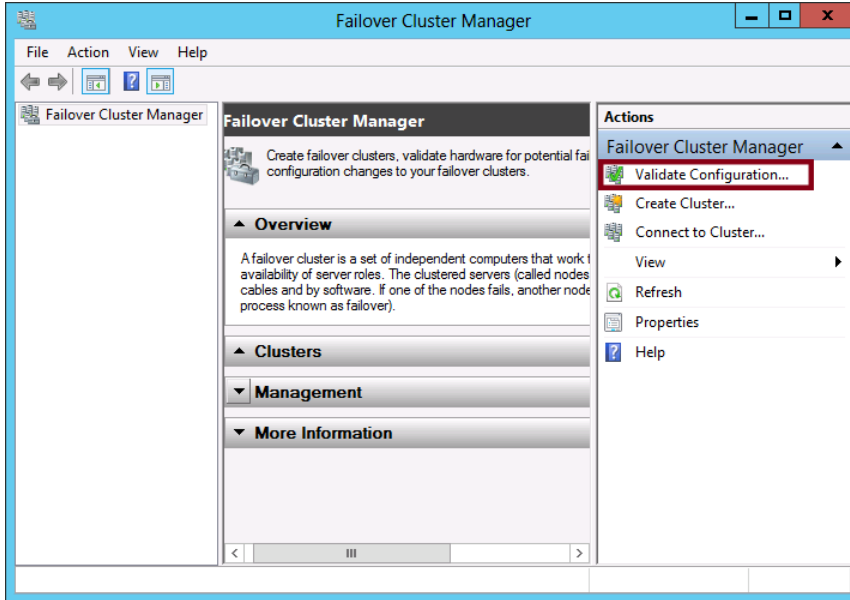 Failover Cluster Manager
File Action View Help
Failover Cluster Manager
Failover Cluster Manager
Create failover clusters, validate hardware for potential fai
configuration changes to your failover clusters.
Overview
A failover cluster is a set of independent computers that work t
availability of server roles. The clustered servers (called nodes
cables and by software. If one of the nodes fails, another node
process known as failover).
Clusters
Management
More Information
Actions
Failover Cluster Manager
Validate Configuration...
Create Cluster...
Connect to Cluster...
View
Refresh
Properties
Help